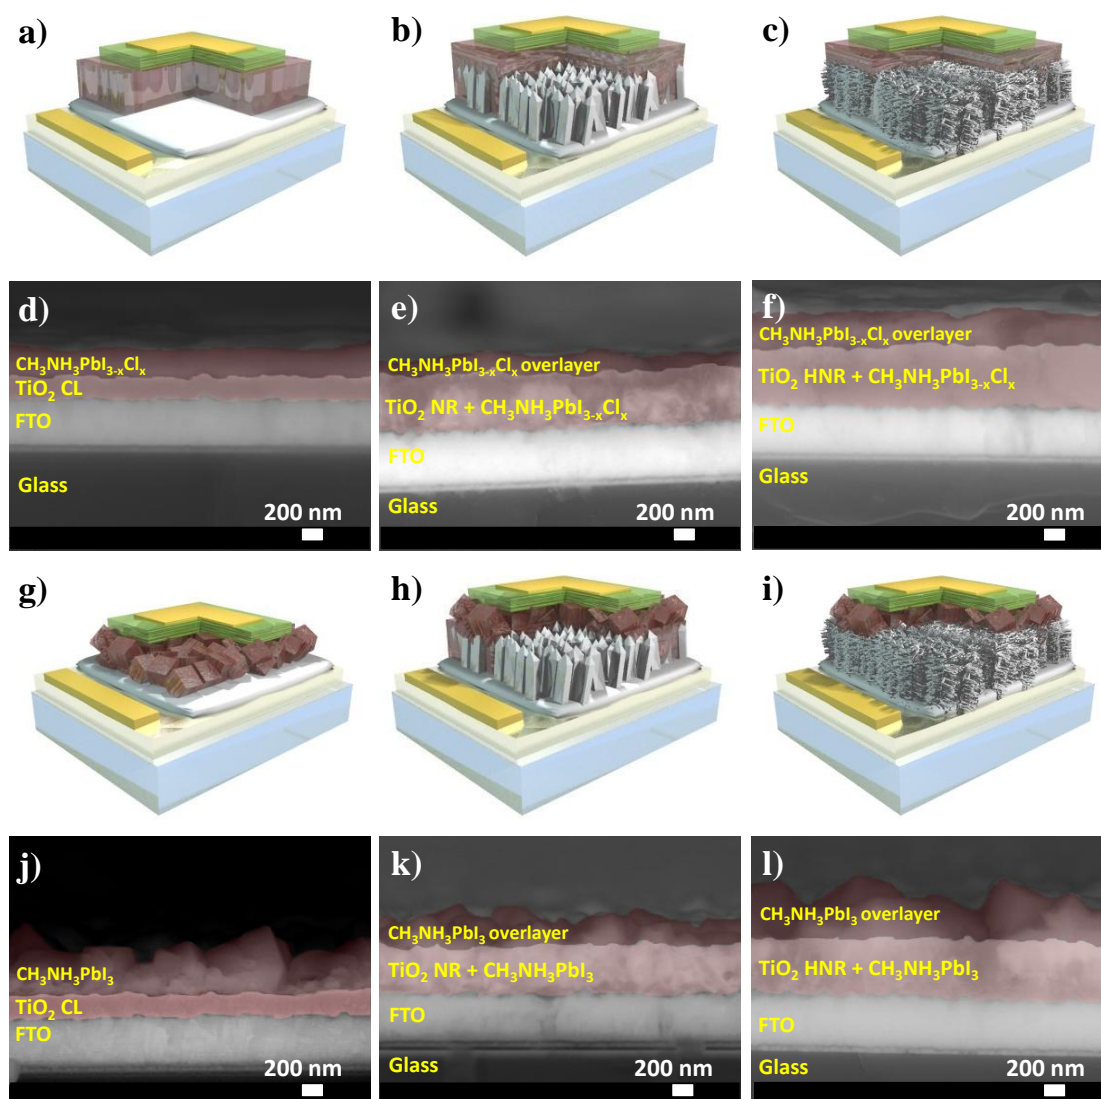 a)
b)
c)
d)
CH₃NH₃PbI₃₋ₓClₓ
TiO₂ CL
FTO
Glass
200 nm
e)
CH₃NH₃PbI₃₋ₓClₓ overlayer
TiO₂ NR + CH₃NH₃PbI₃₋ₓClₓ
FTO
Glass
200 nm
f)
CH₃NH₃PbI₃₋ₓClₓ overlayer
TiO₂ HNR + CH₃NH₃PbI₃₋ₓClₓ
FTO
Glass
200 nm
g)
h)
i)
j)
CH₃NH₃PbI₃
TiO₂ CL
FTO
200 nm
k)
CH₃NH₃PbI₃ overlayer
TiO₂ NR + CH₃NH₃PbI₃
FTO
Glass
200 nm
l)
CH₃NH₃PbI₃ overlayer
TiO₂ HNR + CH₃NH₃PbI₃
FTO
Glass
200 nm